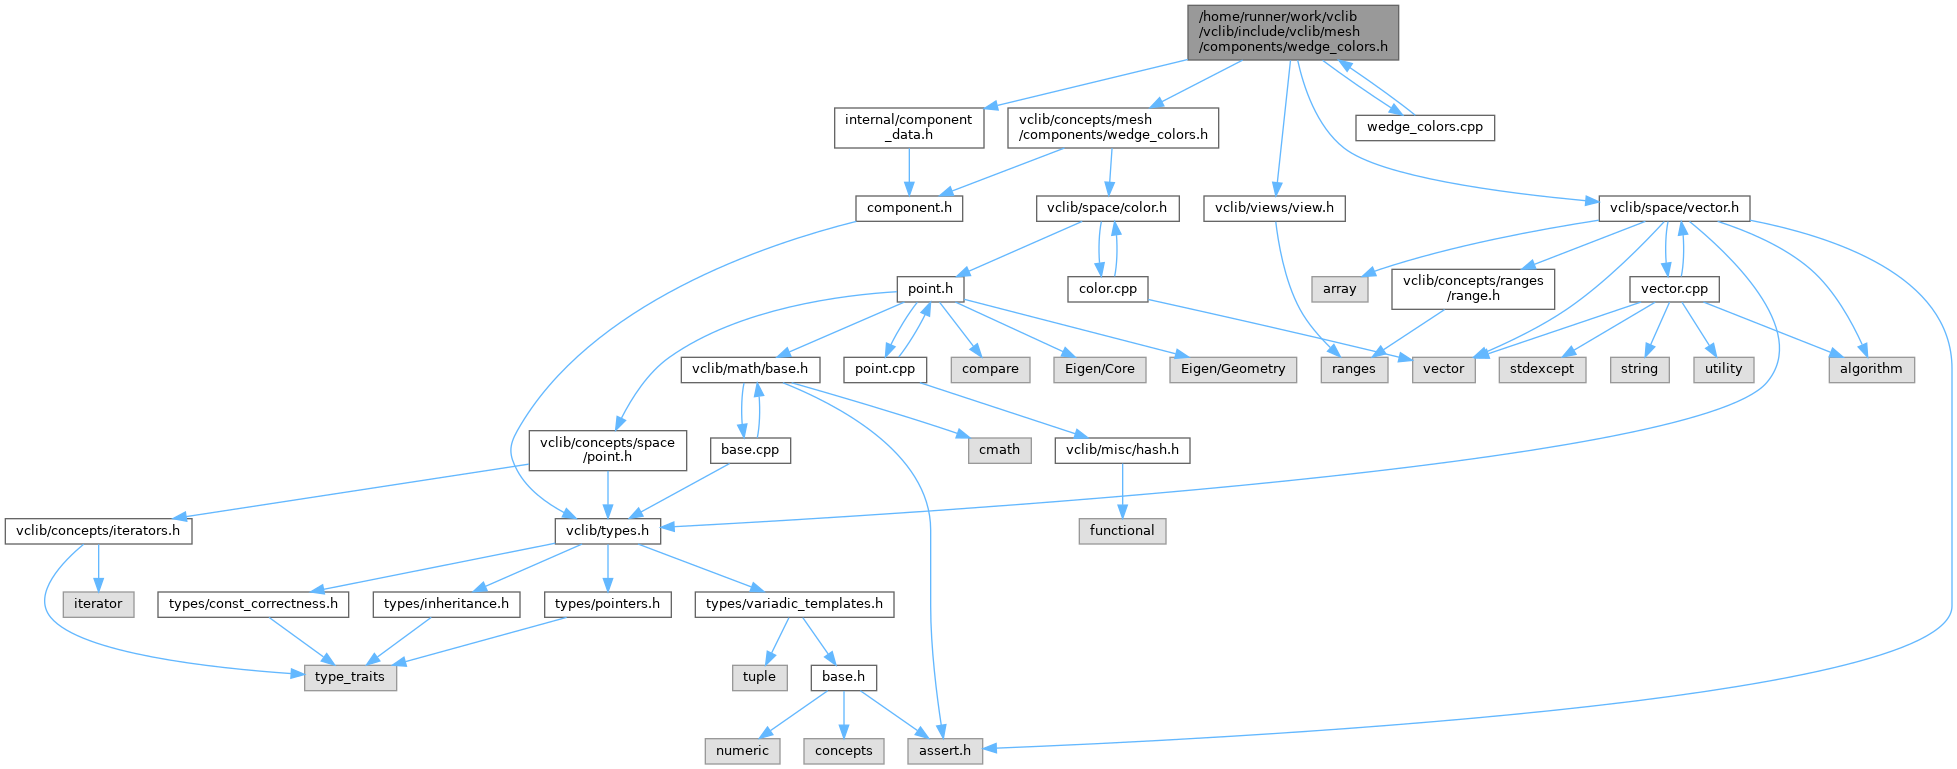 /home/runner/work/vclib
/vclib/include/vclib/mesh
/components/wedge_colors.h
internal/component
_data.h
vclib/concepts/mesh
/components/wedge_colors.h
wedge_colors.cpp
component.h
vclib/space/color.h
vclib/views/view.h
vclib/space/vector.h
point.h
color.cpp
array
vclib/concepts/ranges
/range.h
vector.cpp
vclib/math/base.h
point.cpp
compare
Eigen/Core
Eigen/Geometry
ranges
vector
stdexcept
string
utility
algorithm
vclib/concepts/space
/point.h
base.cpp
cmath
vclib/misc/hash.h
vclib/concepts/iterators.h
vclib/types.h
functional
iterator
types/const_correctness.h
types/inheritance.h
types/pointers.h
types/variadic_templates.h
type_traits
tuple
base.h
numeric
concepts
assert.h